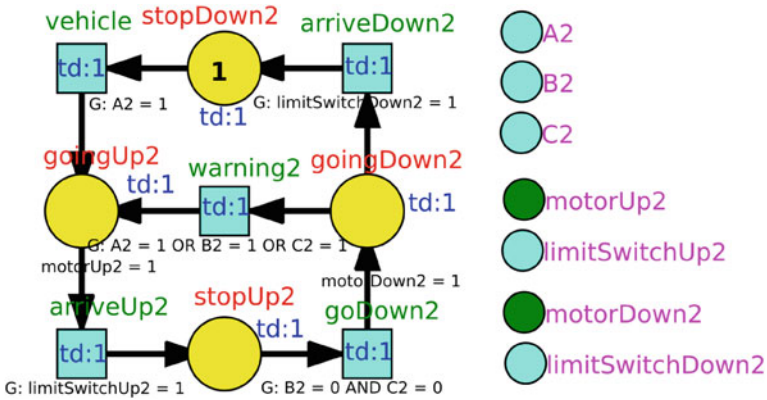 stopDown2
vehicle
arriveDown2
td:1
1
td:1
td:1
G: A2 = 1
G: limitSwitchDown2 = 1
goingUp2
warning2
goingDown2
td:1
td:1
td:1
G: A2 = 1 OR B2 = 1 OR C2 = 1
motorUp2 = 1
motorDown2 = 1
arriveUp2
stopUp2
goDown2
td:1
td:1
td:1
G: limitSwitchUp2 = 1
G: B2 = 0 AND C2 = 0
A2
B2
C2
motorUp2
limitSwitchUp2
motorDown2
limitSwitchDown2